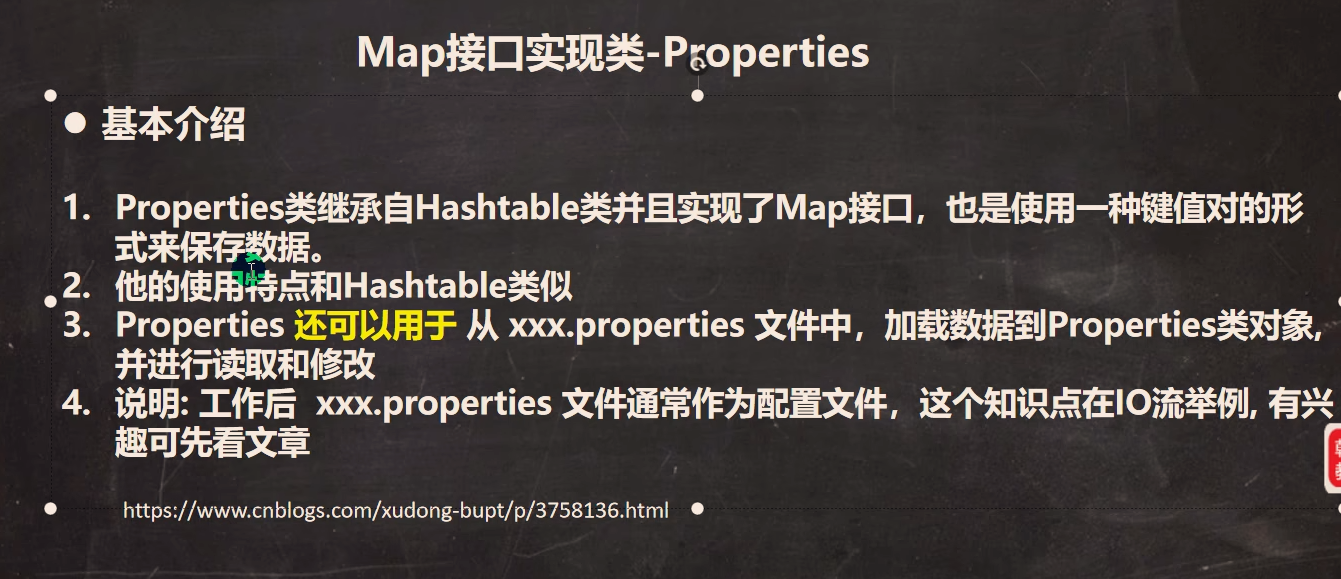 Map接口实现类-Properties
基本介绍
1. Properties类继承自Hashtable类并且实现了Map接口，也是使用一种键值对的形
式来保存数据。
2. 他的使用特点和Hashtable类似
3. Properties 还可以用于 从 xxx.properties 文件中，加载数据到Properties类对象,
并进行读取和修改
4. 说明: 工作后 xxx.properties 文件通常作为配置文件，这个知识点在IO流举例, 有兴
趣可先看文章
https://www.cnblogs.com/xudong-bupt/p/3758136.html